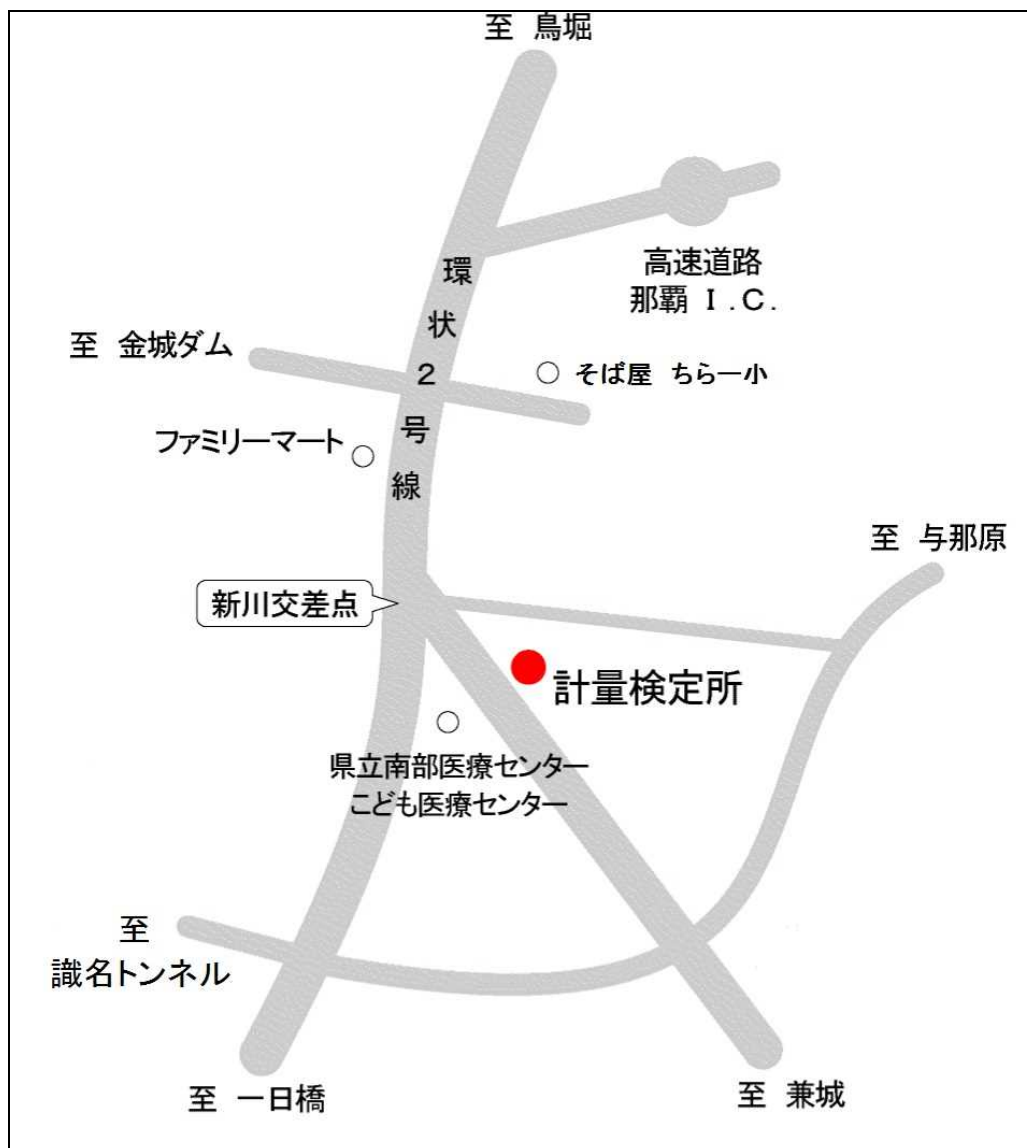 至 鳥堀
高速道路
那覇 I.C.
環状2号線
至 金城ダム
そば屋 ちらー小
ファミリーマート
至 与那原
新川交差点
計量検定所
県立南部医療センター
こども医療センター
至
識名トンネル
至 一日橋
至 兼城